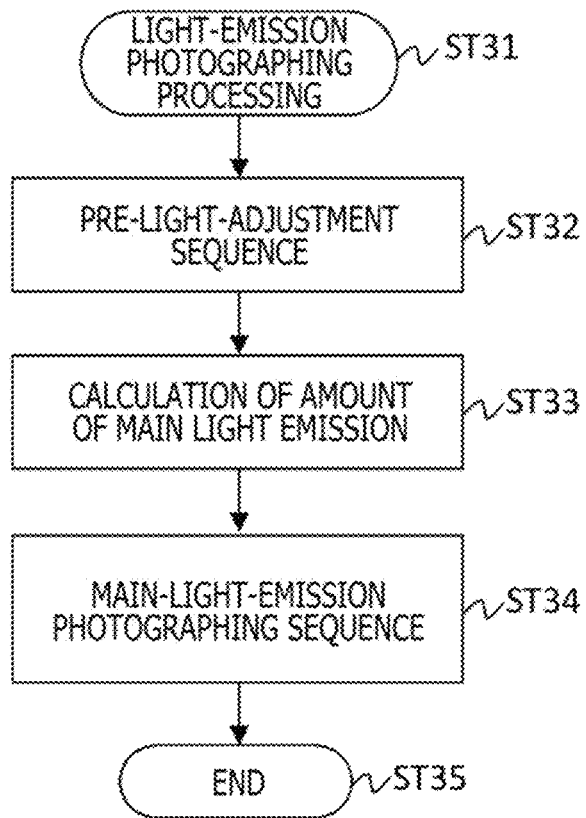 LIGHT-EMISSION
PHOTOGRAPHING
PROCESSING
ST31
PRE-LIGHT-ADJUSTMENT
SEQUENCE
ST32
CALCULATION OF AMOUNT
OF MAIN LIGHT EMISSION
ST33
MAIN-LIGHT-EMISSION
PHOTOGRAPHING SEQUENCE
ST34
END
ST35